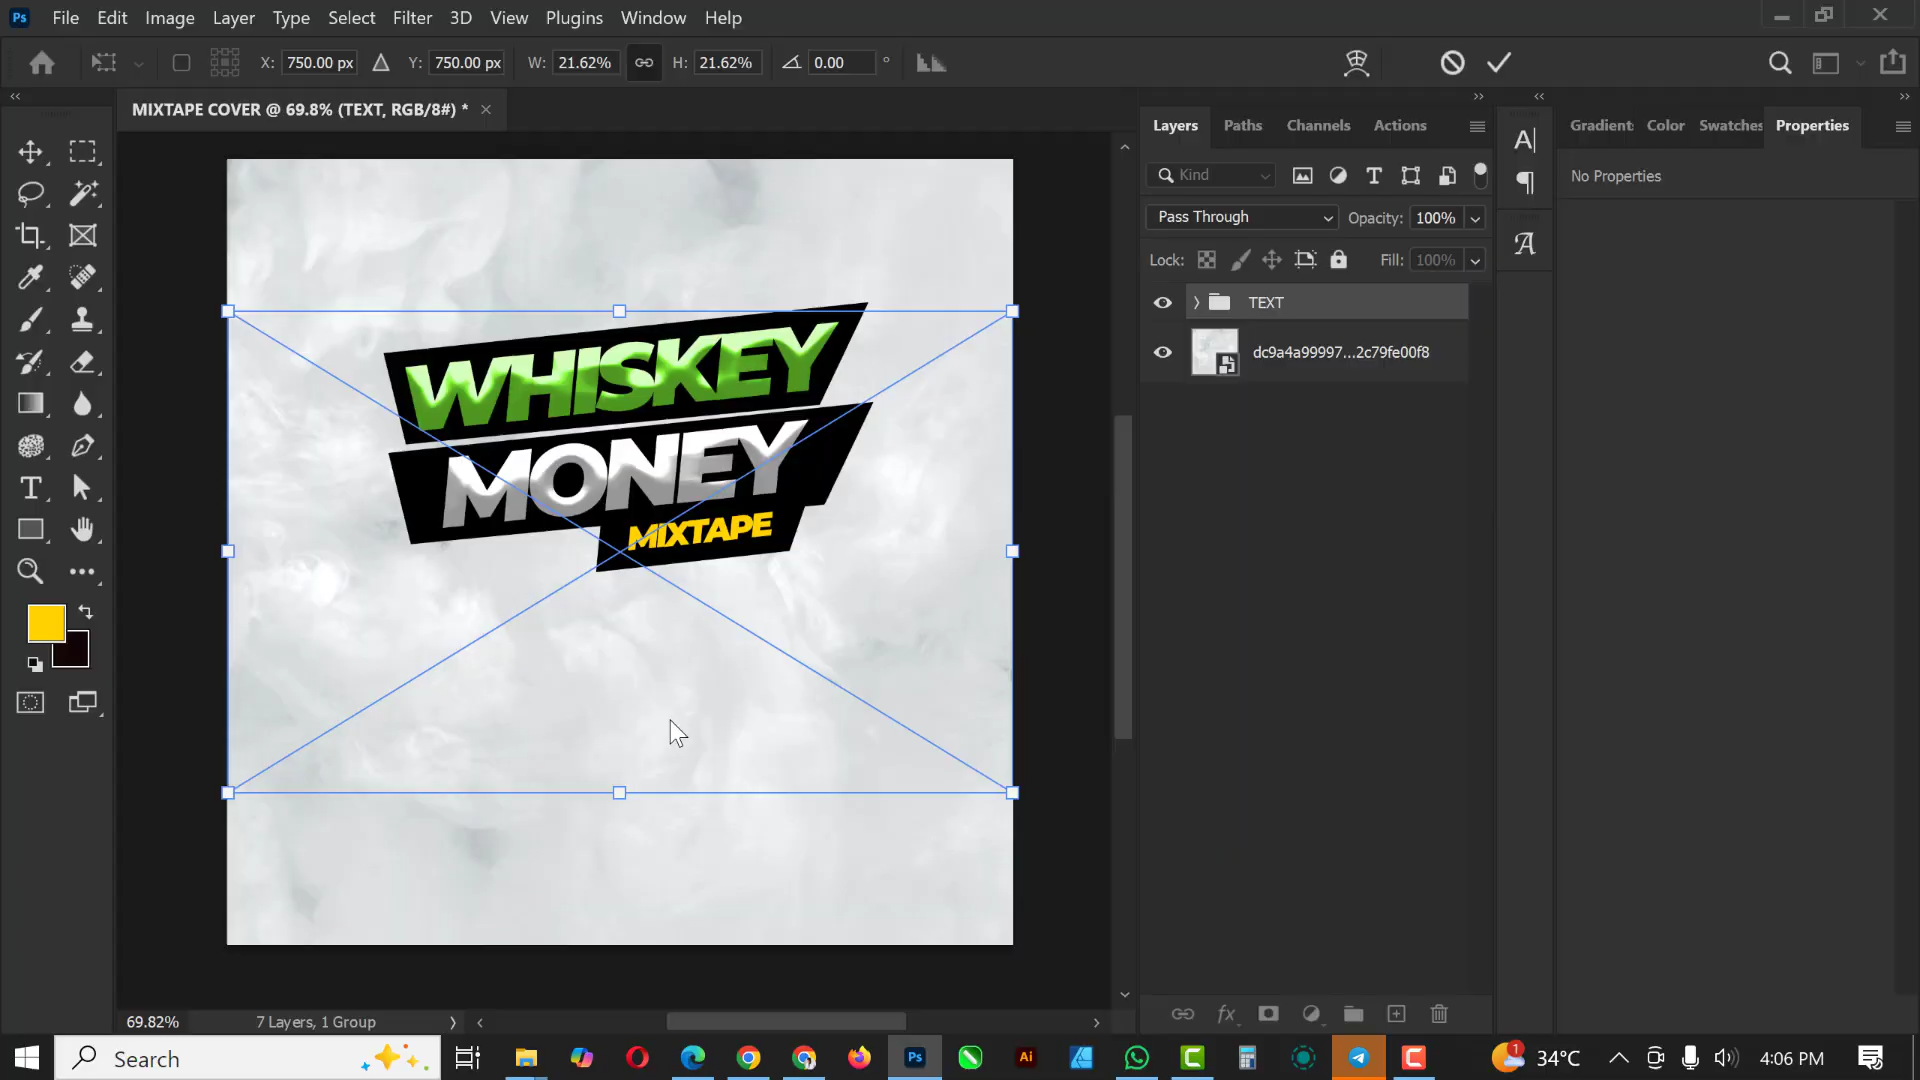 Ps File Edit Image Layer Type Select Filter 3D View Plugins Window Help
X: 750.00 px Y: 750.00 px W: 21.62% H: 21.62% 0.00 °
MIXTAPE COVER @ 69.8% (TEXT, RGB/8#) *
WHISKEY
MONEY
MIXTAPE
Layers Paths Channels Actions
Kind
Pass Through Opacity: 100%
Lock: Fill: 100%
TEXT
dc9a4a99997...2c79fe00f8
Gradient Color Swatches Properties
No Properties
69.82% 7 Layers, 1 Group
Search
Ps
Ai
1
34°C
4:06 PM